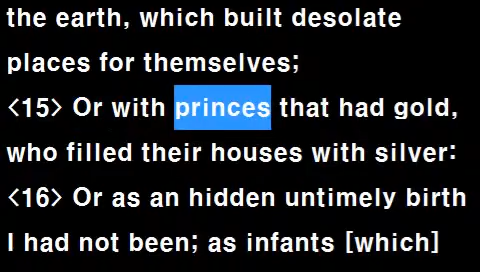 the earth, which built desolate
places for themselves;
<15> Or with princes that had gold,
who filled their houses with silver:
<16> Or as an hidden untimely birth
I had not been; as infants [which]